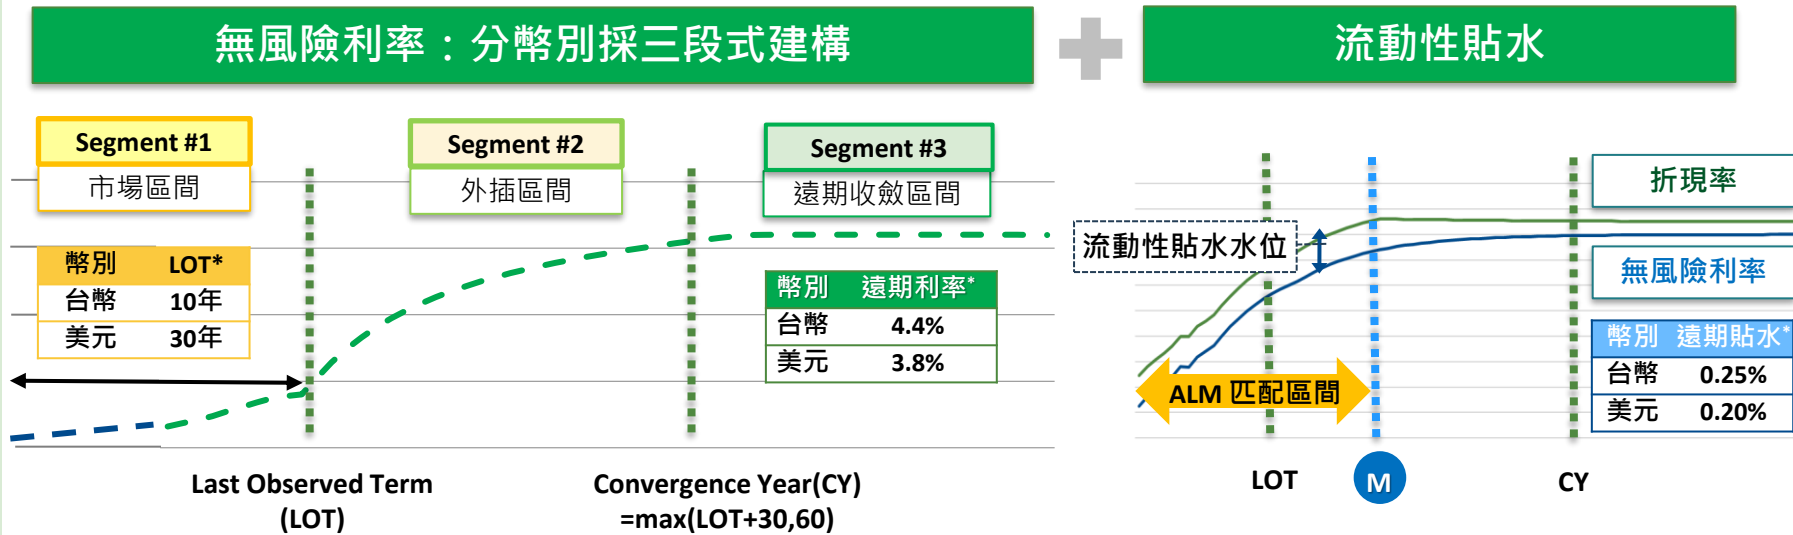 無風險利率：分幣別採三段式建構
流動性貼水
Segment #1
市場區間
Segment #2
外插區間
Segment #3
遠期收斂區間
幣別 LOT*
台幣 10年
美元 30年
幣別 遠期利率*
台幣 4.4%
美元 3.8%
Last Observed Term
(LOT)
Convergence Year(CY)
=max(LOT+30,60)
折現率
流動性貼水水位
無風險利率
幣別 遠期貼水*
台幣 0.25%
美元 0.20%
ALM 匹配區間
LOT
M
CY